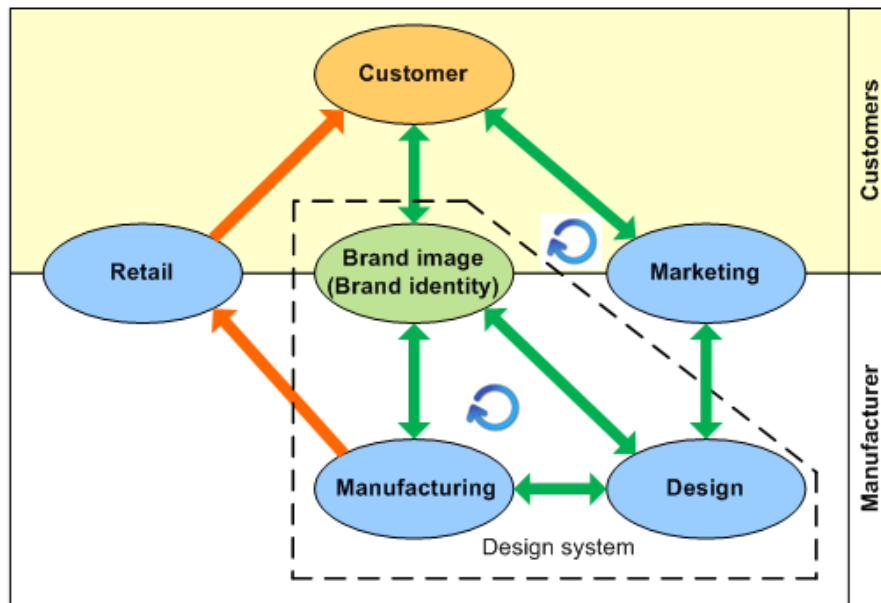 Customer
Customers
Retail
Brand image
(Brand identity)
Marketing
Manufacturer
Manufacturing
Design
Design system